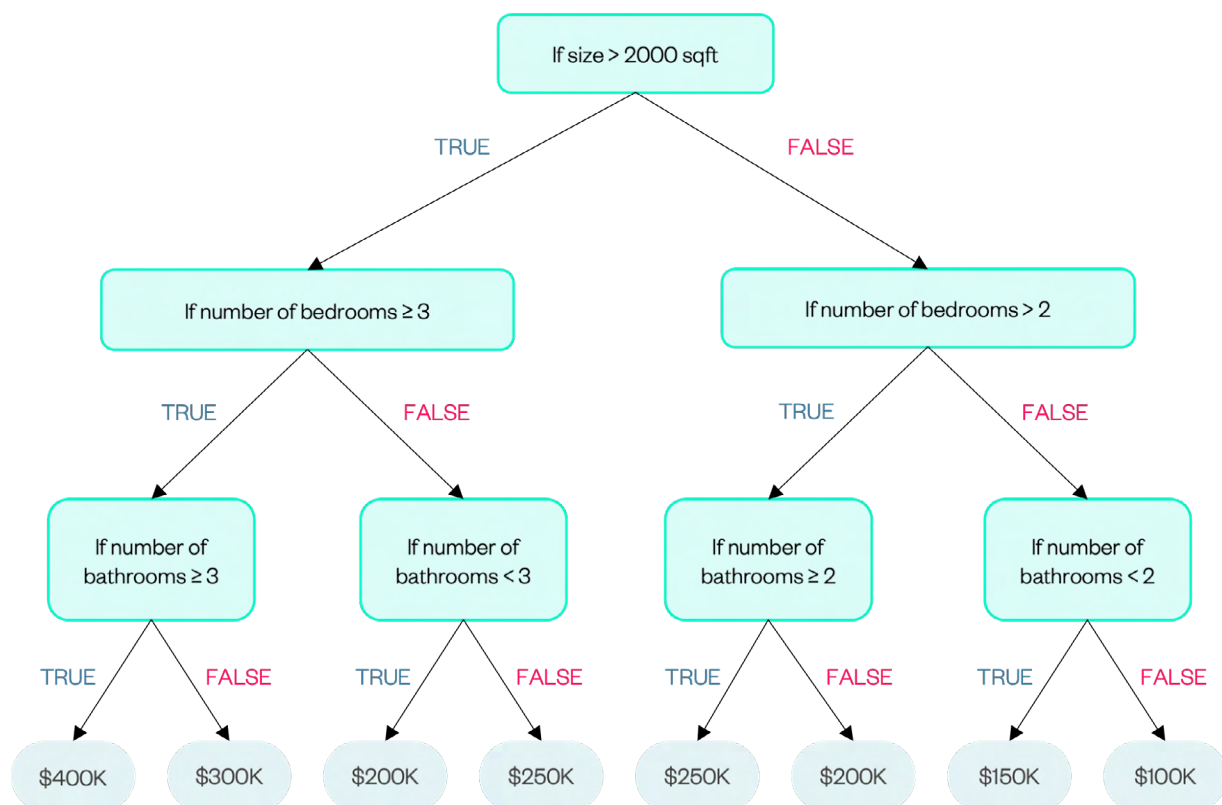 If size > 2000 sqft
TRUE
FALSE
If number of bedrooms ≥ 3
If number of bedrooms > 2
TRUE
FALSE
TRUE
FALSE
If number of
bathrooms ≥ 3
If number of
bathrooms < 3
If number of
bathrooms ≥ 2
If number of
bathrooms < 2
TRUE
FALSE
TRUE
FALSE
TRUE
FALSE
TRUE
FALSE
$400K
$300K
$200K
$250K
$250K
$200K
$150K
$100K